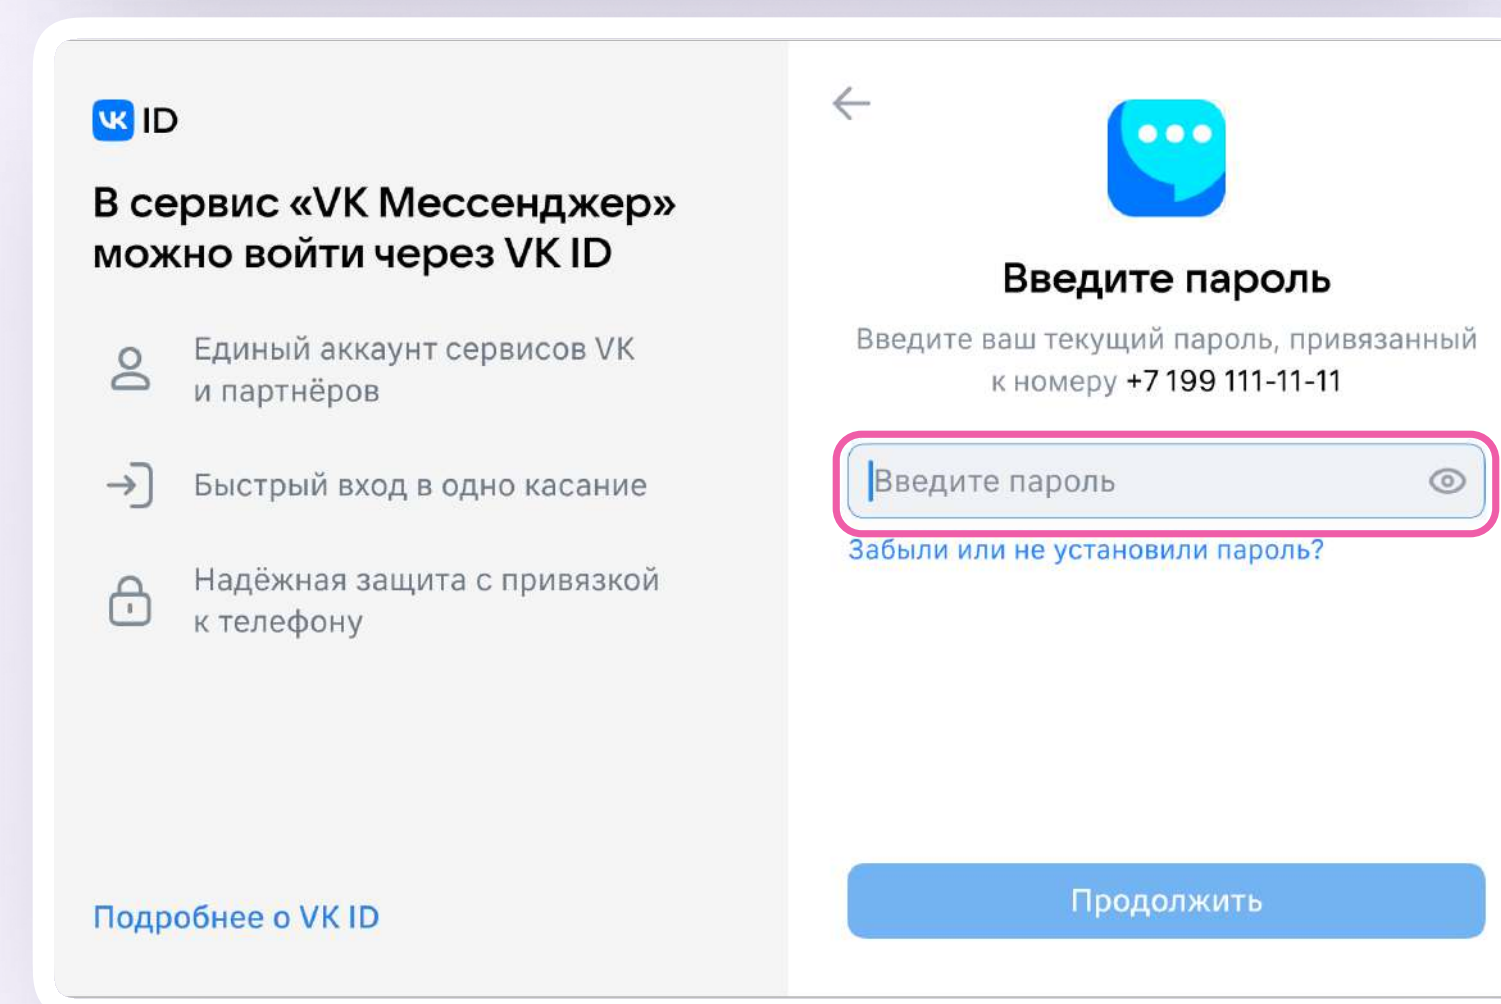 VK ID
В сервис «VK Мессенджер»
можно войти через VK ID
Единый аккаунт сервисов VK
и партнёров
Быстрый вход в одно касание
Надёжная защита с привязкой
к телефону
Подробнее о VK ID
Введите пароль
Введите ваш текущий пароль, привязанный
к номеру +7 199 111-11-11
Введите пароль
Забыли или не установили пароль?
Продолжить